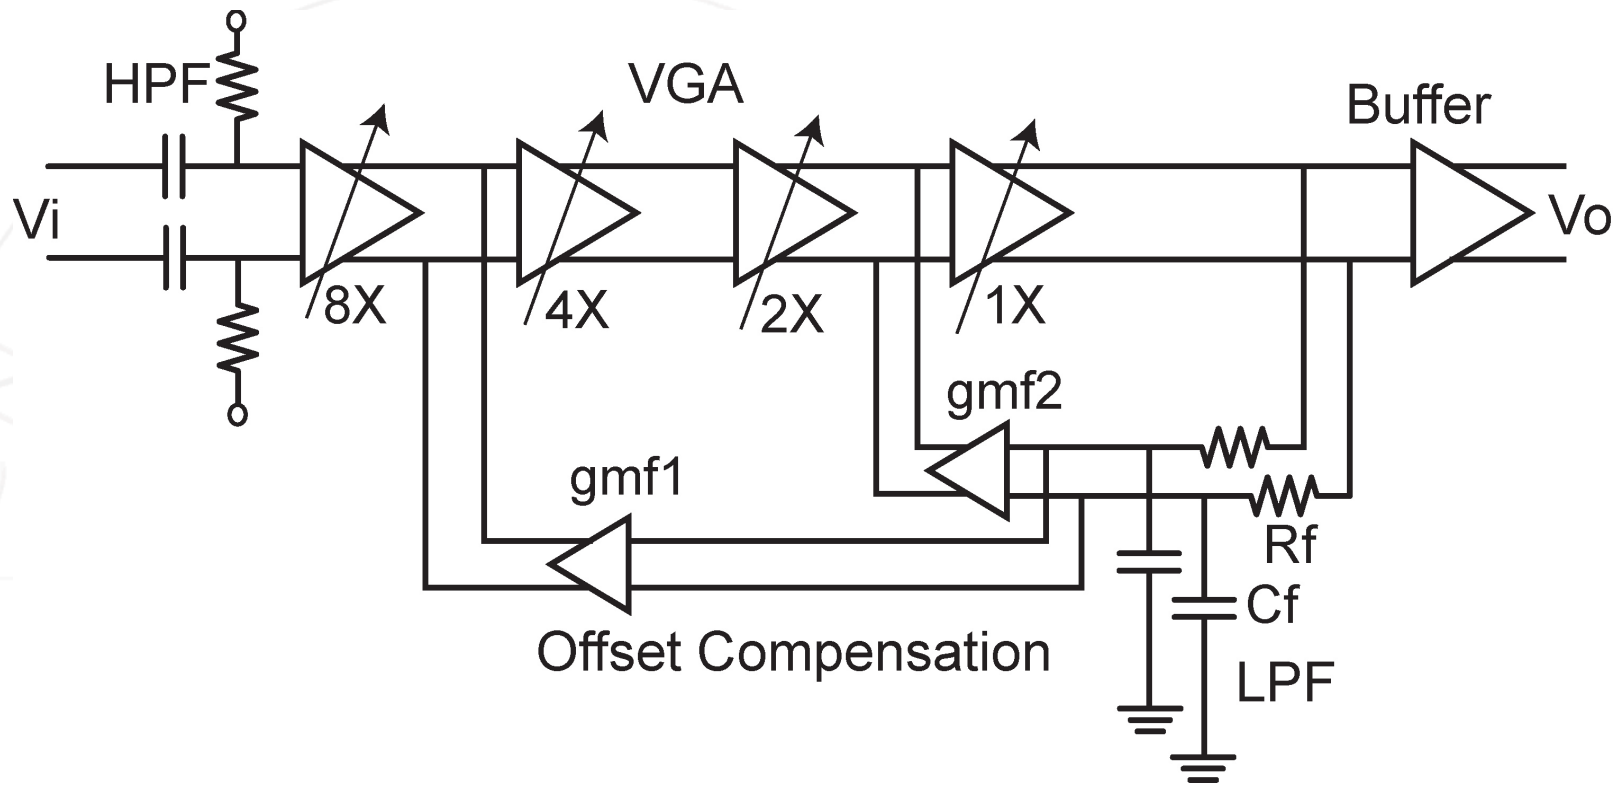 HPF
VGA
Buffer
Vi
Vo
8X
4X
2X
1X
gmf2
gmf1
Rf
Cf
Offset Compensation
LPF